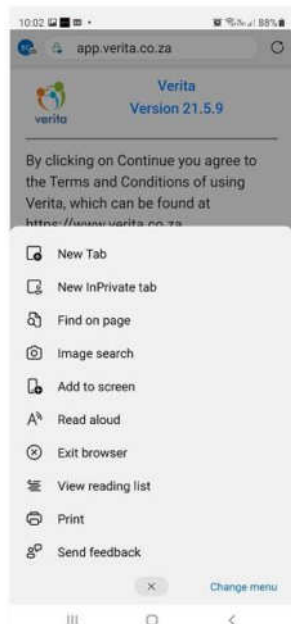 10:02
88%
app.verita.co.za
Verita
Version 21.5.9
verita
By clicking on Continue you agree to
the Terms and Conditions of using
Verita, which can be found at
https://www.verita.co.za
New Tab
New InPrivate tab
Find on page
Image search
Add to screen
Read aloud
Exit browser
View reading list
Print
Send feedback
Change menu